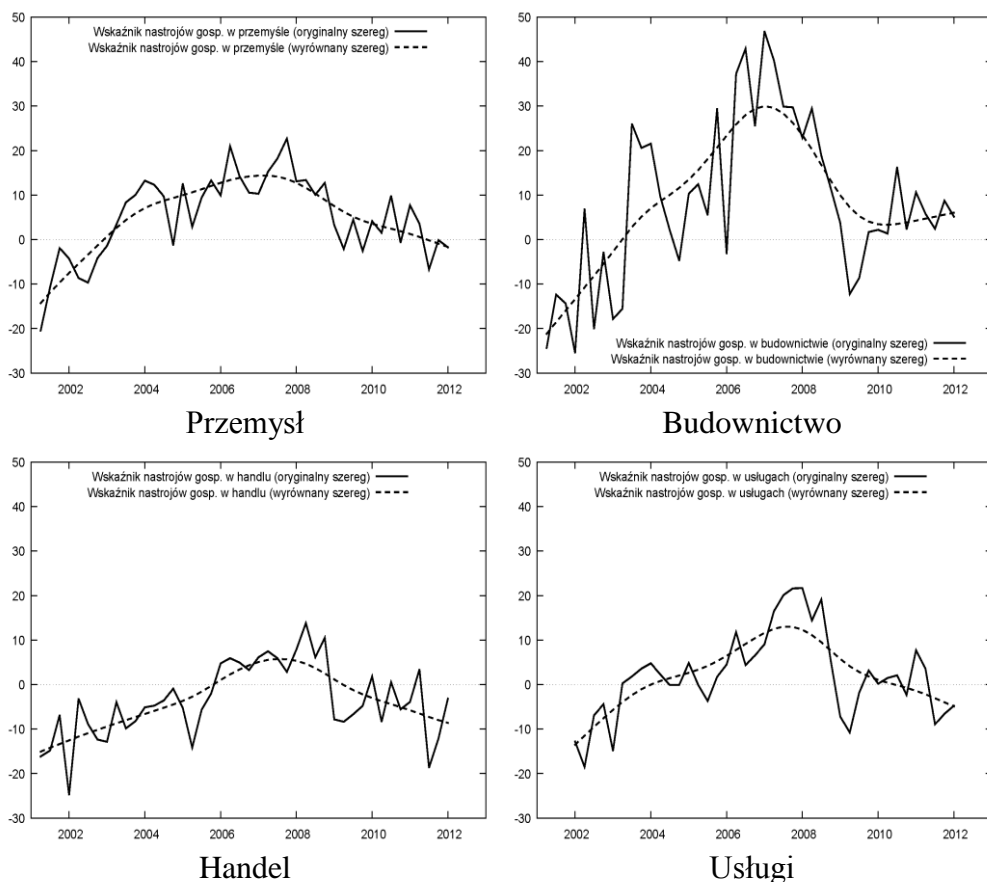 50
40
30
20
10
0
-10
-20
-30
Wskaźnik nastrojów gosp. w przemyśle (oryginalny szereg)
Wskaźnik nastrojów gosp. w przemyśle (wyrównany szereg)
2002 2004 2006 2008 2010 2012
Przemysł
50
40
30
20
10
0
-10
-20
-30
Wskaźnik nastrojów gosp. w budownictwie (oryginalny szereg)
Wskaźnik nastrojów gosp. w budownictwie (wyrównany szereg)
2002 2004 2006 2008 2010 2012
Budownictwo
50
40
30
20
10
0
-10
-20
-30
Wskaźnik nastrojów gosp. w handlu (oryginalny szereg)
Wskaźnik nastrojów gosp. w handlu (wyrównany szereg)
2002 2004 2006 2008 2010 2012
Handel
50
40
30
20
10
0
-10
-20
-30
Wskaźnik nastrojów gosp. w usługach (oryginalny szereg)
Wskaźnik nastrojów gosp. w usługach (wyrównany szereg)
2002 2004 2006 2008 2010 2012
Usługi